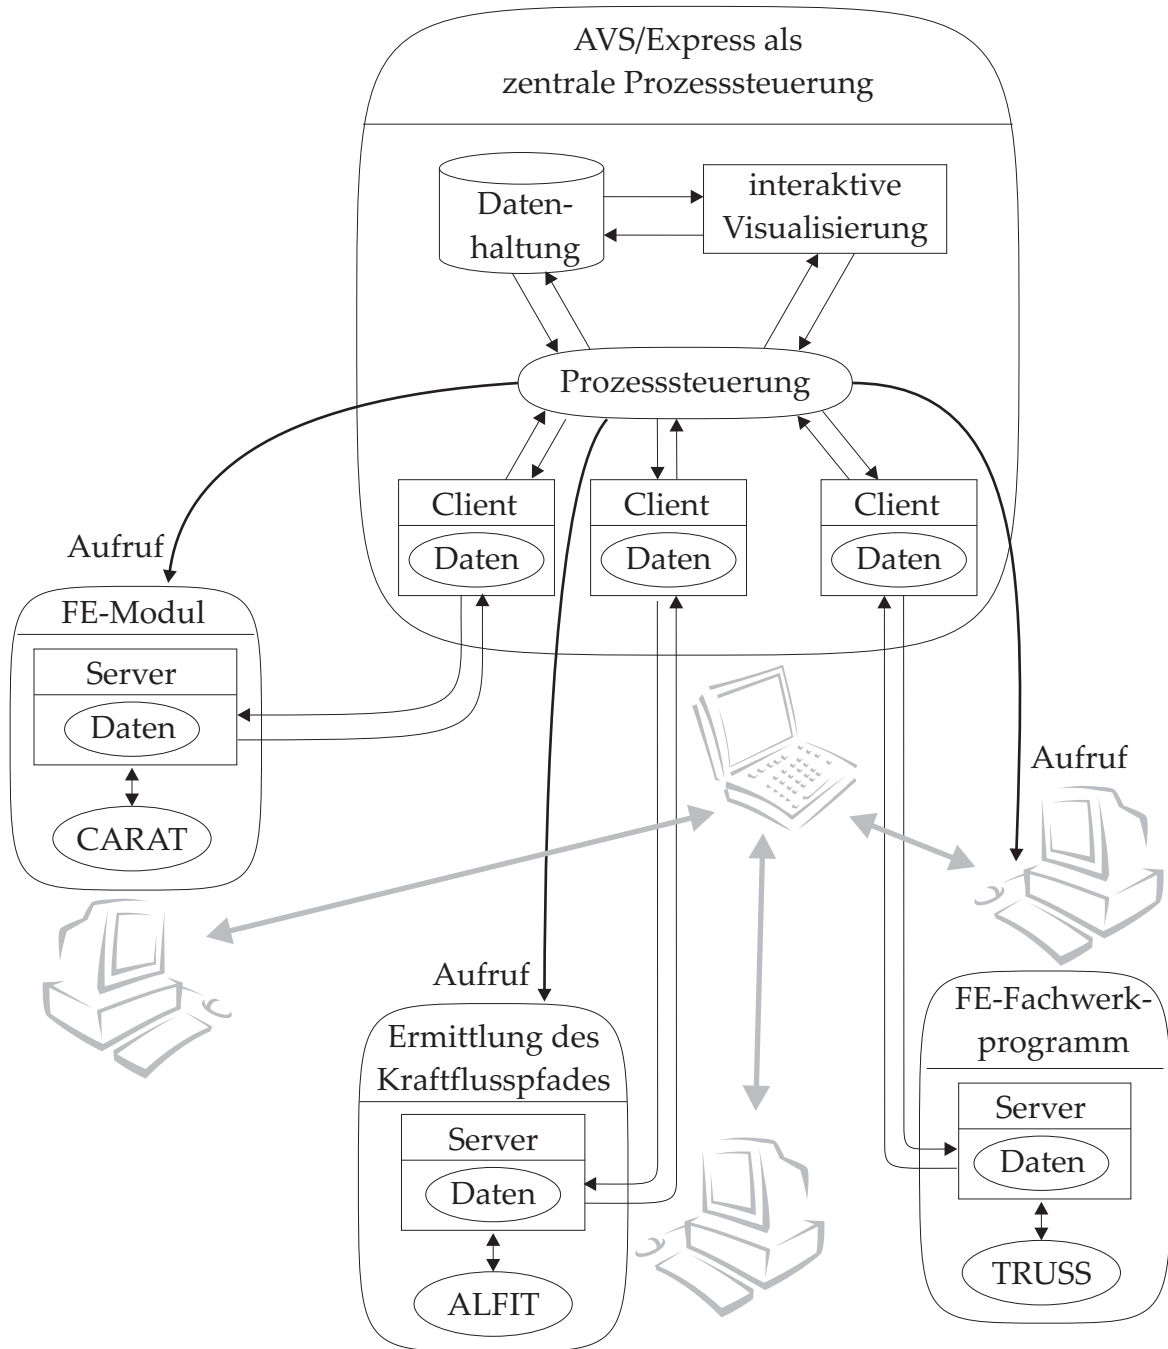 AVS/Express als
zentrale Prozesssteuerung
Daten-
haltung
interaktive
Visualisierung
Prozesssteuerung
Client
Daten
Client
Daten
Client
Daten
Aufruf
FE-Modul
Server
Daten
CARAT
Aufruf
Aufruf
Ermittlung des
Kraftflusspfades
Server
Daten
ALFIT
FE-Fachwerk-
programm
Server
Daten
TRUSS